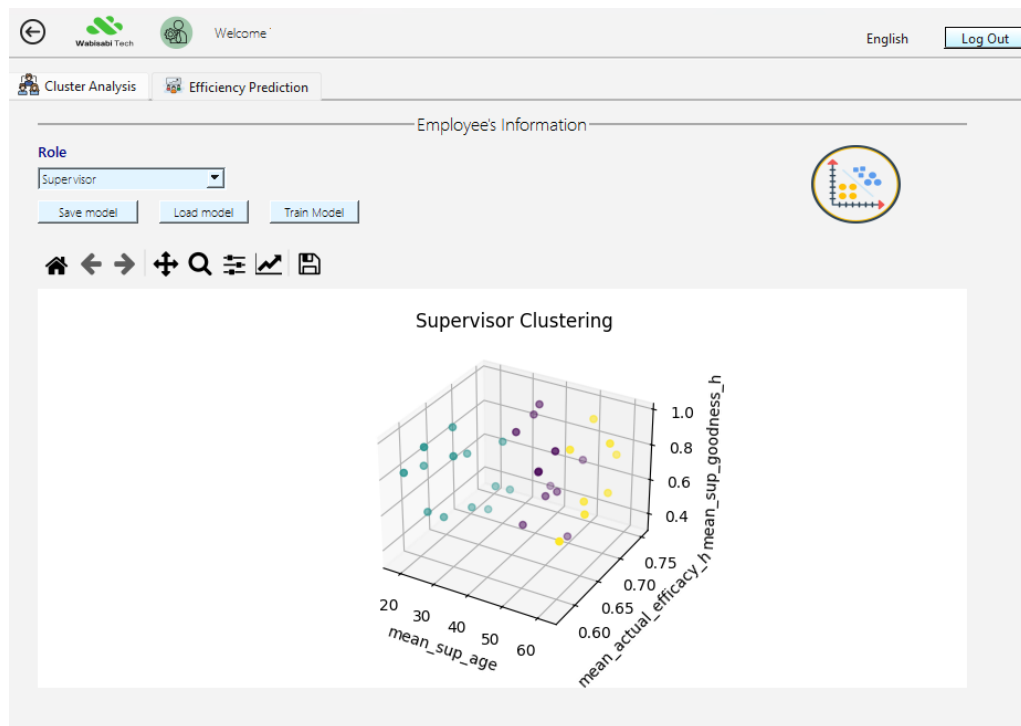 Wabisabi Tech
Welcome
English
Log Out
Cluster Analysis
Efficiency Prediction
Employee's Information
Role
Supervisor
Save model
Load model
Train Model
Supervisor Clustering
1.0
0.8
0.6
0.4
mean_sup_goodness_h
0.75
0.70
0.65
0.60
mean_actual_efficacy_h
20
30
40
50
60
mean_sup_age